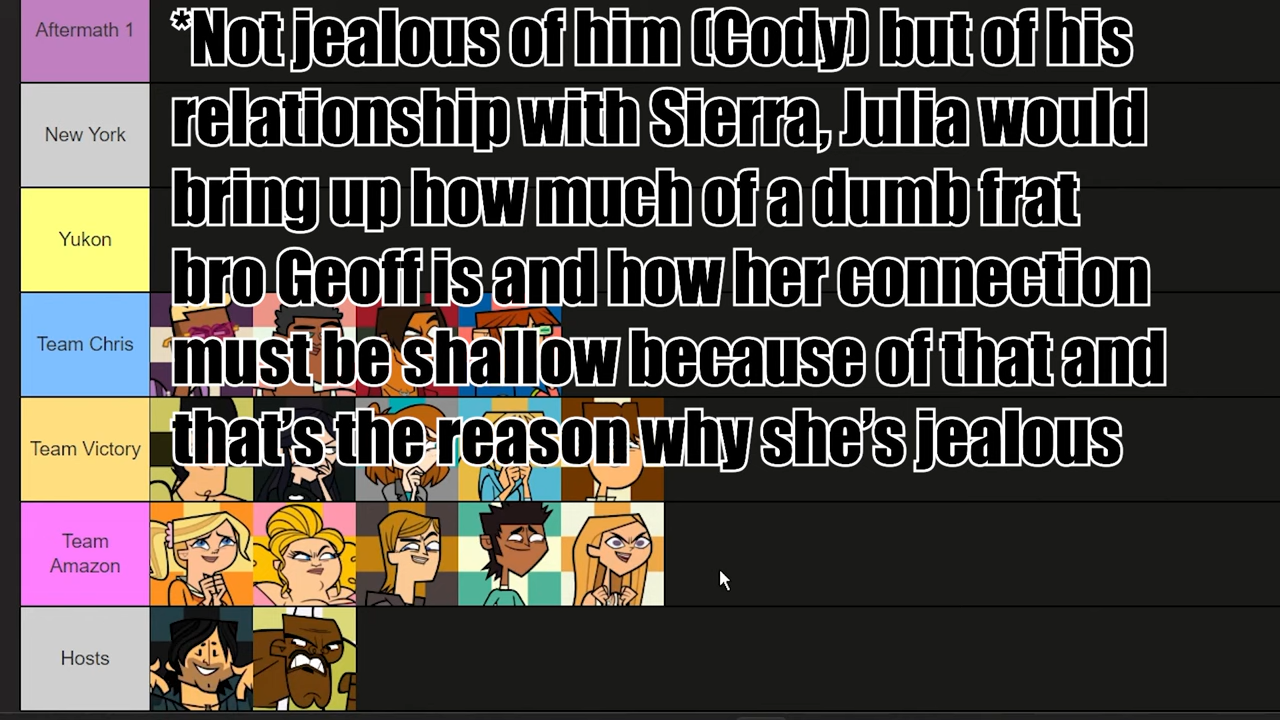 Aftermath 1
*Not jealous of him (Cody) but of his
relationship with Sierra, Julia would
bring up how much of a dumb frat
bro Geoff is and how her connection
must be shallow because of that and
that's the reason why she's jealous
New York
Yukon
Team Chris
Team Victory
Team
Amazon
Hosts